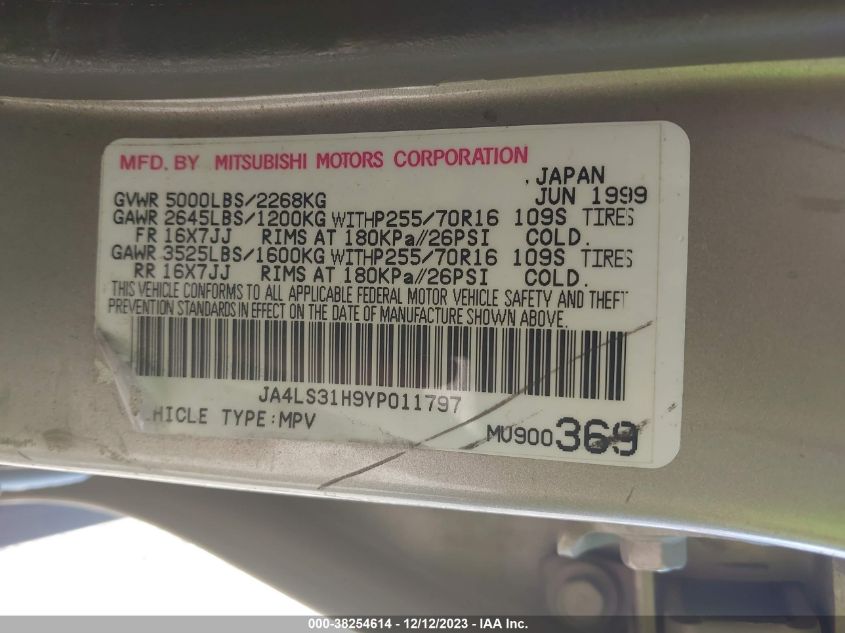 MFD. BY MITSUBISHI MOTORS CORPORATION
. JAPAN
GVWR 5000LBS/2268KG JUN 1999
GAWR 2645LBS/1200KG WITHP255/70R16 109S TIRES
FR 16X7JJ RIMS AT 180KPa//26PSI COLD.
GAWR 3525LBS/1600KG WITHP255/70R16 109S TIRES
RR 16X7JJ RIMS AT 180KPa//26PSI COLD.
THIS VEHICLE CONFORMS TO ALL APPLICABLE FEDERAL MOTOR VEHICLE SAFETY AND THEFT
PREVENTION STANDARDS IN EFFECT ON THE DATE OF MANUFACTURE SHOWN ABOVE.
JA4LS31H9YP011797
VEHICLE TYPE:MPV
MU900369
000-38254614 - 12/12/2023 - IAA Inc.